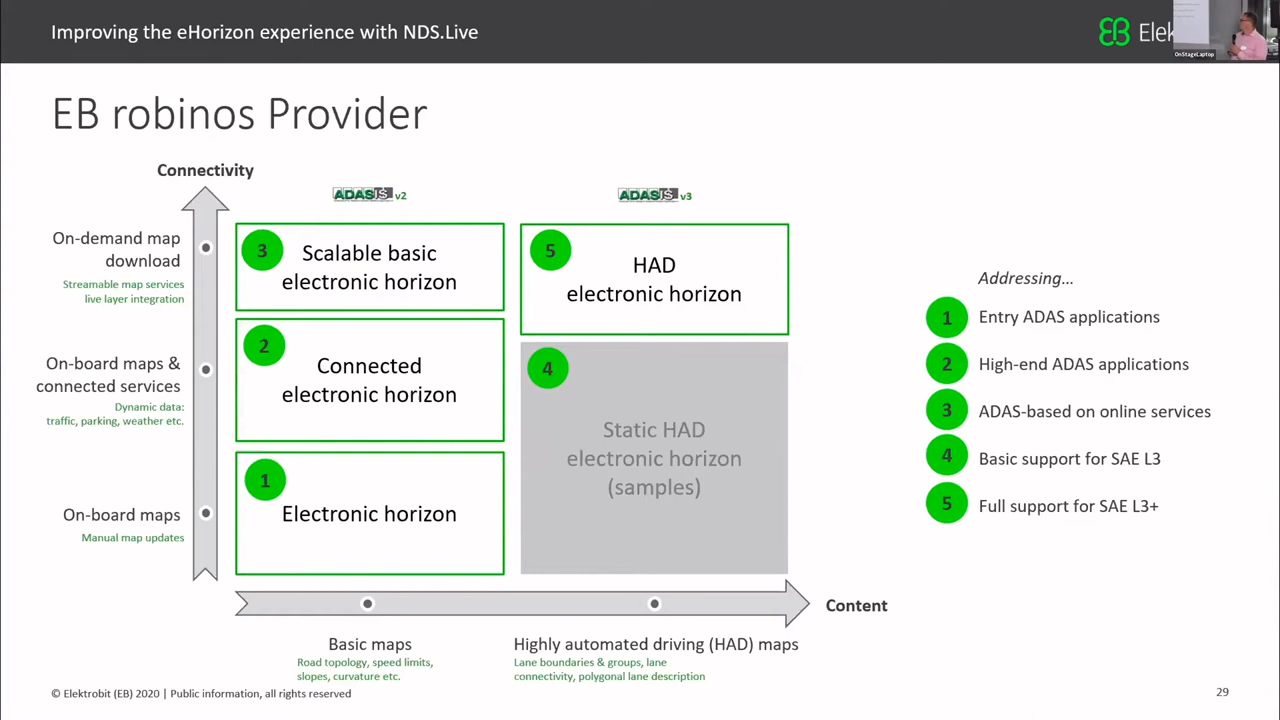 Improving the eHorizon experience with NDS.Live
EB
OnStageLaptop
EB robinos Provider
Connectivity
ADASIS v2
ADASIS v3
On-demand map
download
Streamable map services
live layer integration
3
Scalable basic
electronic horizon
5
HAD
electronic horizon
On-board maps &
connected services
Dynamic data:
traffic, parking, weather etc.
2
Connected
electronic horizon
4
Static HAD
electronic horizon
(samples)
On-board maps
Manual map updates
1
Electronic horizon
Content
Basic maps
Road topology, speed limits,
slopes, curvature etc.
Highly automated driving (HAD) maps
Lane boundaries & groups, lane
connectivity, polygonal lane description
Addressing...
1 Entry ADAS applications
2 High-end ADAS applications
3 ADAS-based on online services
4 Basic support for SAE L3
5 Full support for SAE L3+
© Elektrobit (EB) 2020 | Public information, all rights reserved
29